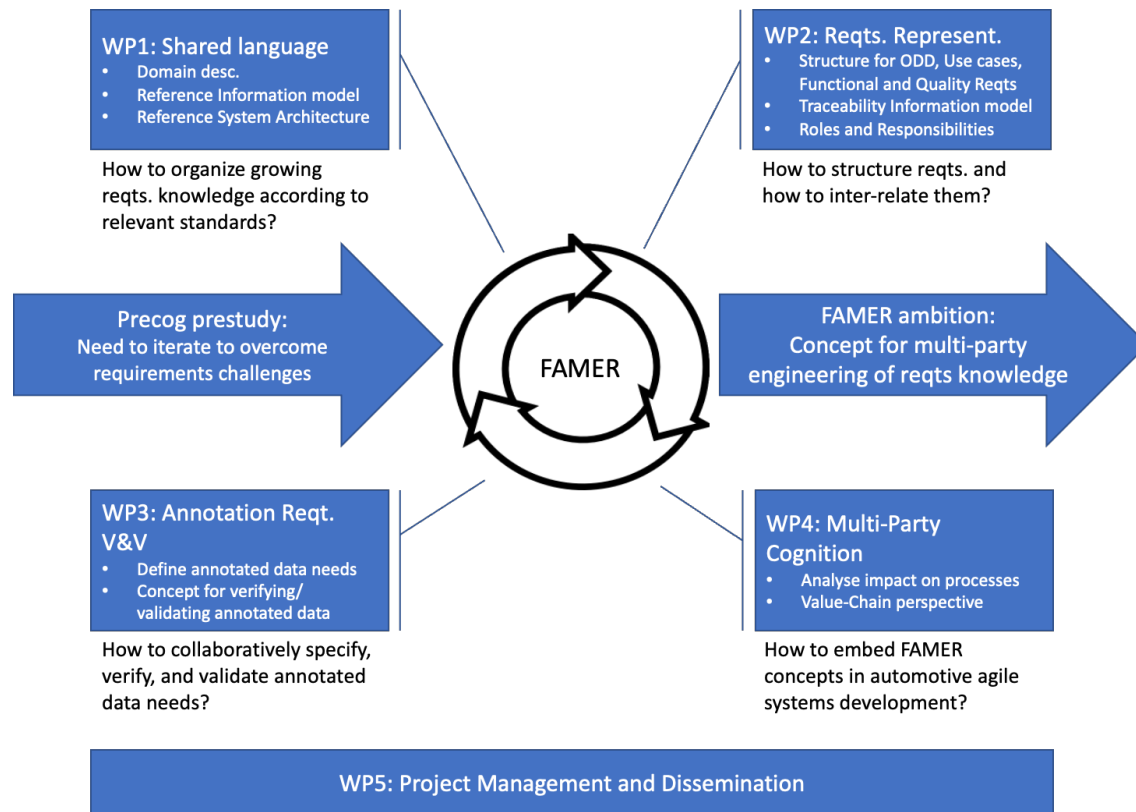 WP1: Shared language
• Domain desc.
• Reference Information model
• Reference System Architecture
How to organize growing
reqts. knowledge according to
relevant standards?
WP2: Reqts. Represent.
• Structure for ODD, Use cases,
Functional and Quality Reqts
• Traceability Information model
• Roles and Responsibilities
How to structure reqts. and
how to inter-relate them?
Precog prestudy:
Need to iterate to overcome
requirements challenges
FAMER
FAMER ambition:
Concept for multi-party
engineering of reqts knowledge
WP3: Annotation Reqt.
V&V
• Define annotated data needs
• Concept for verifying/
validating annotated data
How to collaboratively specify,
verify, and validate annotated
data needs?
WP4: Multi-Party
Cognition
• Analyse impact on processes
• Value-Chain perspective
How to embed FAMER
concepts in automotive agile
systems development?
WP5: Project Management and Dissemination